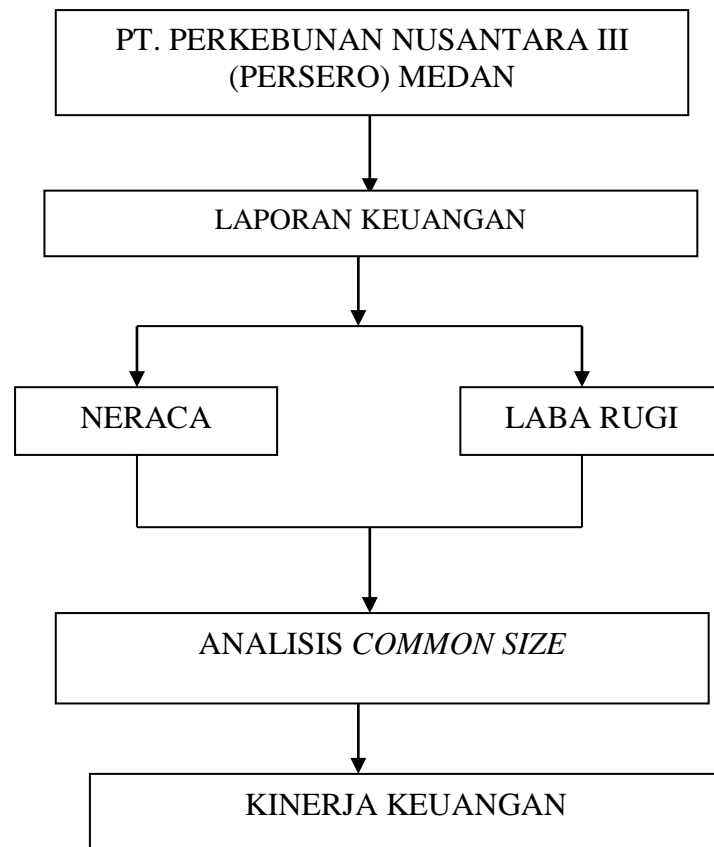 PT. PERKEBUNAN NUSANTARA III
(PERSERO) MEDAN
LAPORAN KEUANGAN
NERACA
LABA RUGI
ANALISIS COMMON SIZE
KINERJA KEUANGAN